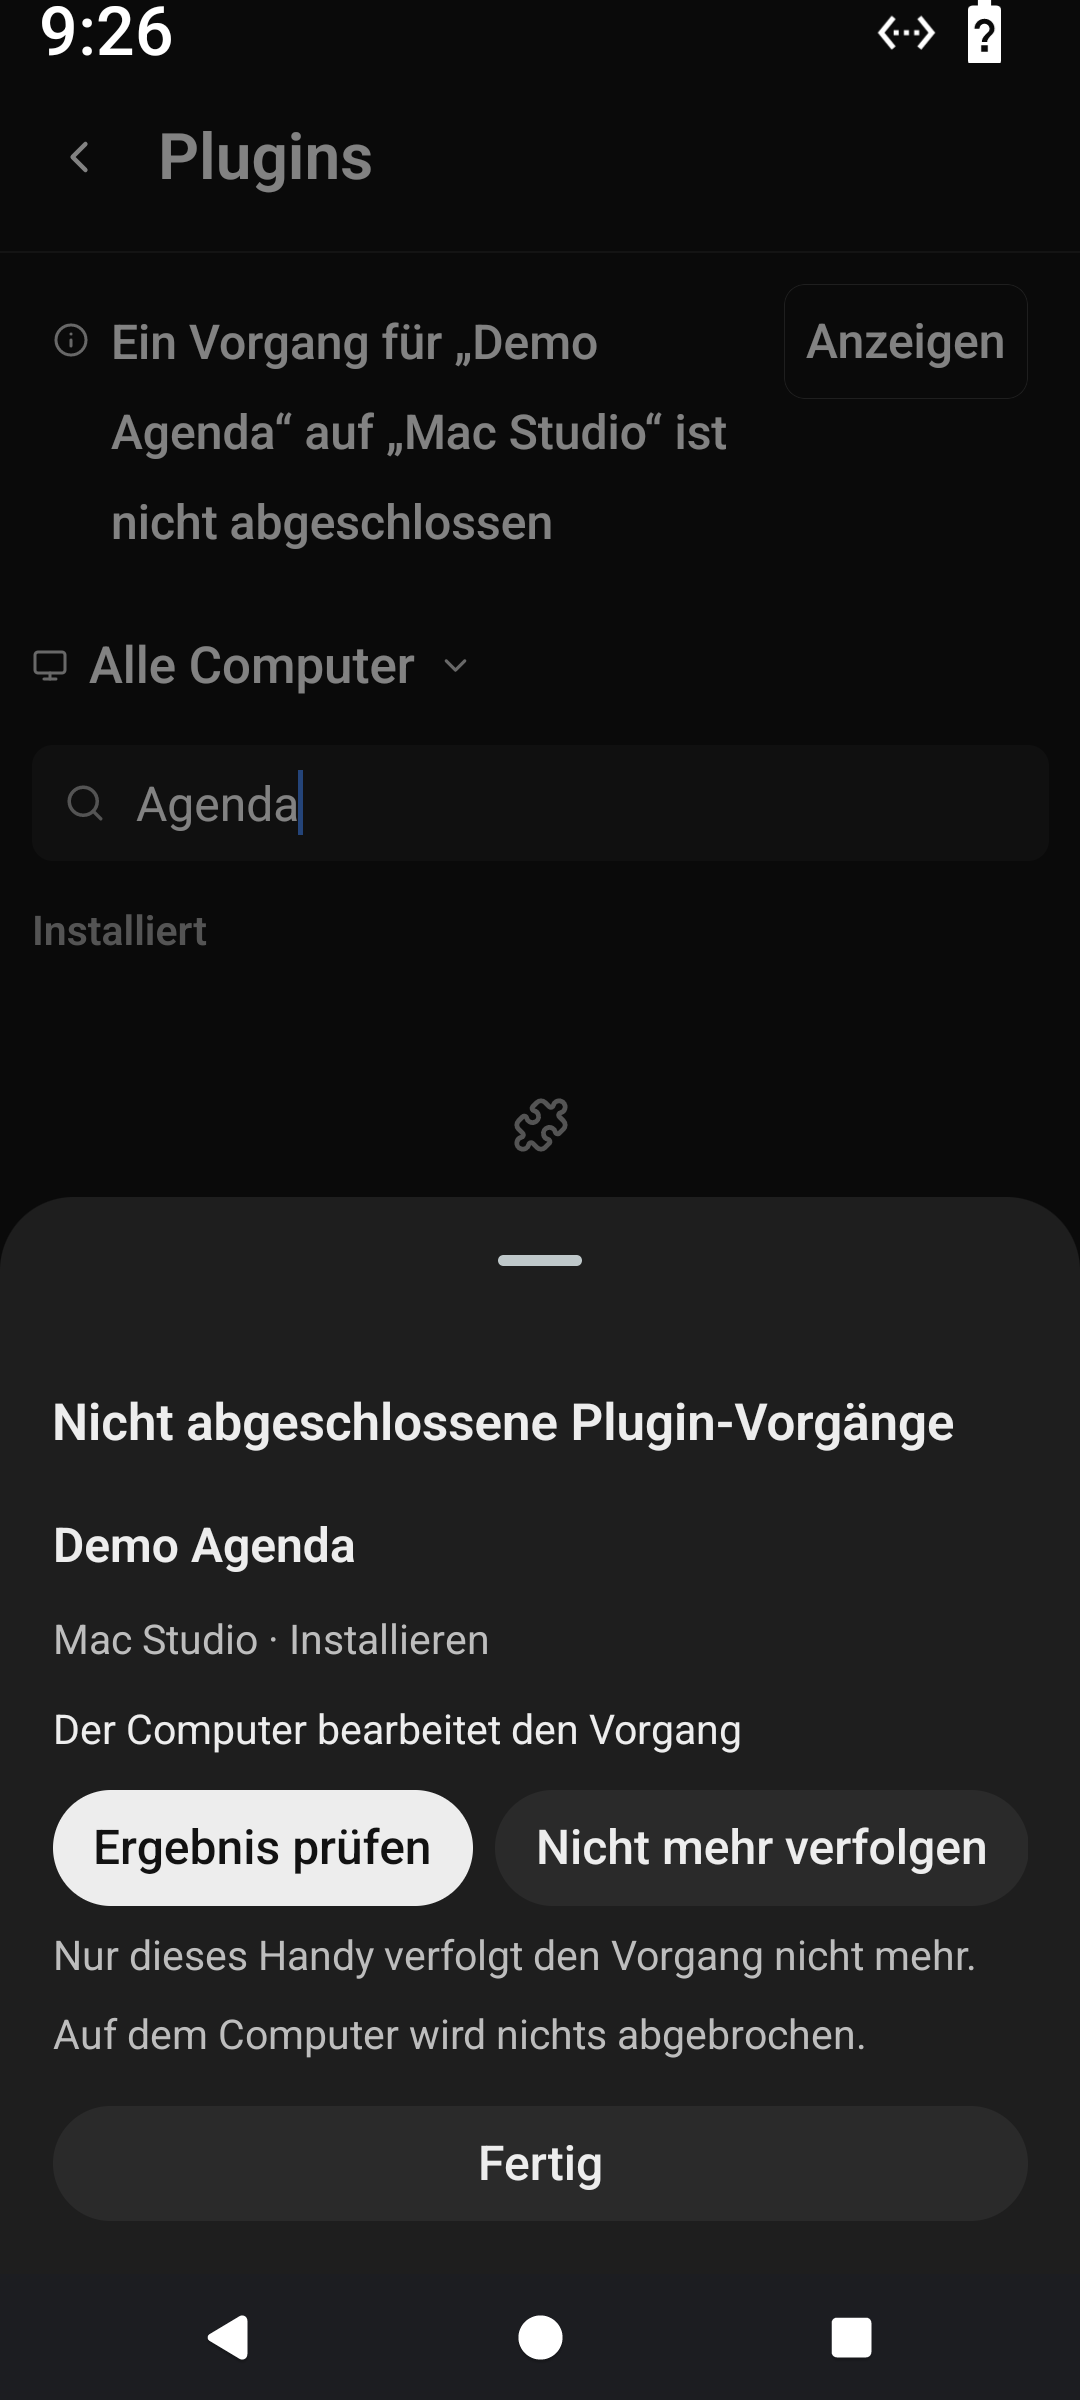 9:26
Plugins
Ein Vorgang für „Demo
Agenda“ auf „Mac Studio“ ist
nicht abgeschlossen
Anzeigen
Alle Computer
Agenda
Installiert
Nicht abgeschlossene Plugin-Vorgänge
Demo Agenda
Mac Studio · Installieren
Der Computer bearbeitet den Vorgang
Ergebnis prüfen
Nicht mehr verfolgen
Nur dieses Handy verfolgt den Vorgang nicht mehr.
Auf dem Computer wird nichts abgebrochen.
Fertig